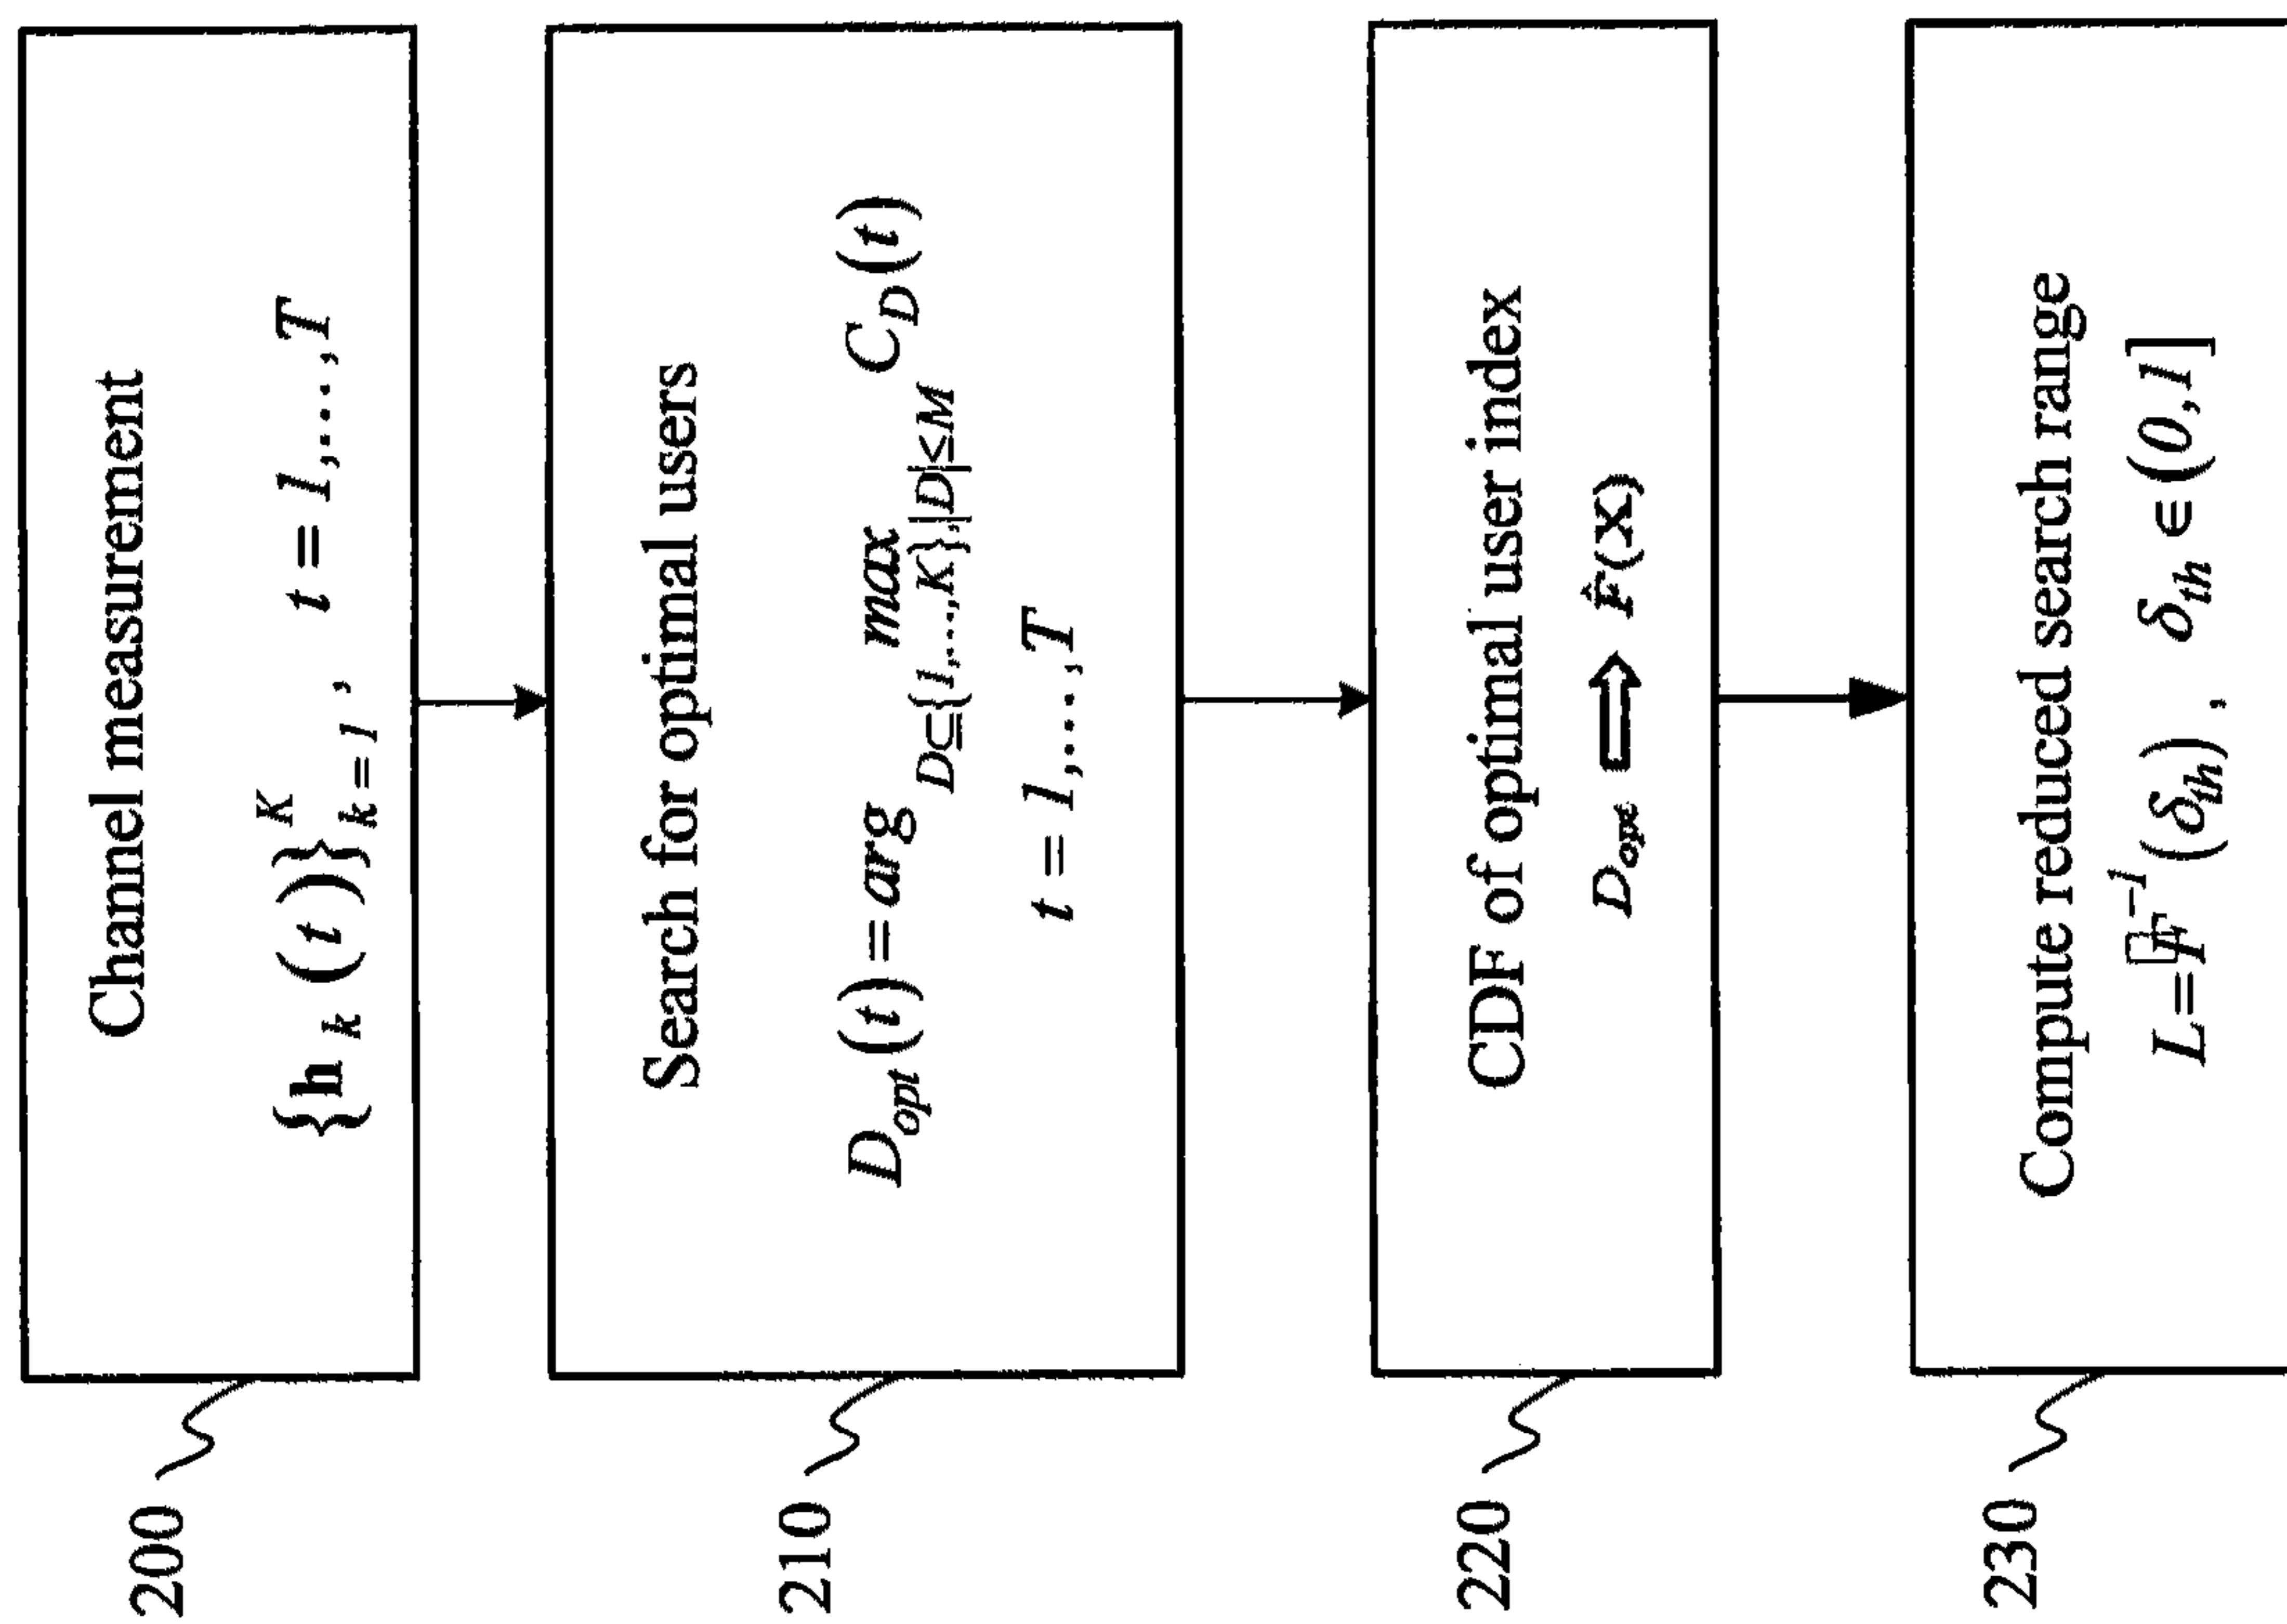 200
Channel measurement
{h_k (t)}_{k=1}^K, t = 1,...,T
210
Search for optimal users
D_opt(t) = arg max_{D⊆{1,...,K},|D|≤M} C_D(t)
t = 1,...,T
220
CDF of optimal user index
D_opt ⇒ F̂(X)
230
Compute reduced search range
L=F^{-1}(δ_th), δ_th ∈ (0,1]